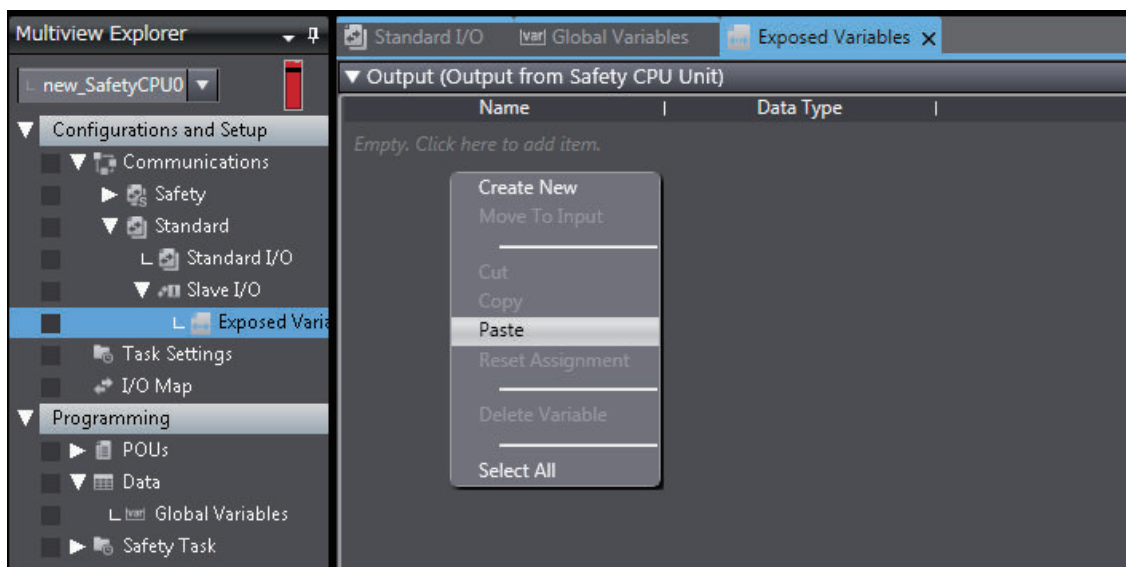 Multiview Explorer
new_SafetyCPU0
Configurations and Setup
Communications
Safety
Standard
Standard I/O
Slave I/O
Exposed Varia
Task Settings
I/O Map
Programming
POUs
Data
Global Variables
Safety Task
Standard I/O Global Variables Exposed Variables
Output (Output from Safety CPU Unit)
Name Data Type
Empty. Click here to add item.
Create New
Move To Input
Cut
Copy
Paste
Reset Assignment
Delete Variable
Select All